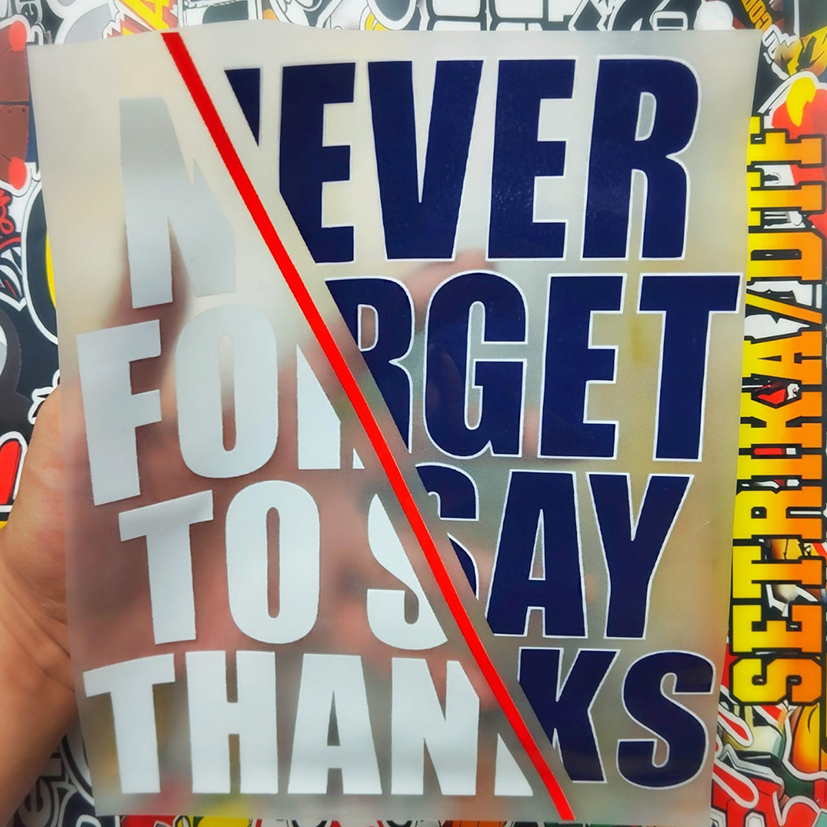 NEVER
FORGET
TO SAY
THANKS
SETRIKA/DTF